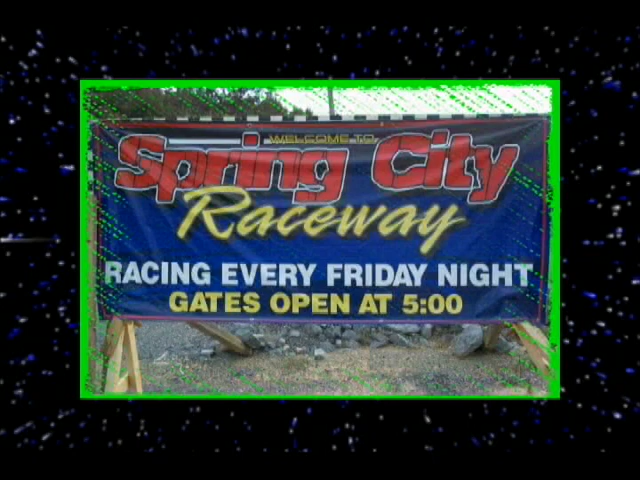 WELCOME TO
Spring City
Raceway
RACING EVERY FRIDAY NIGHT
GATES OPEN AT 5:00